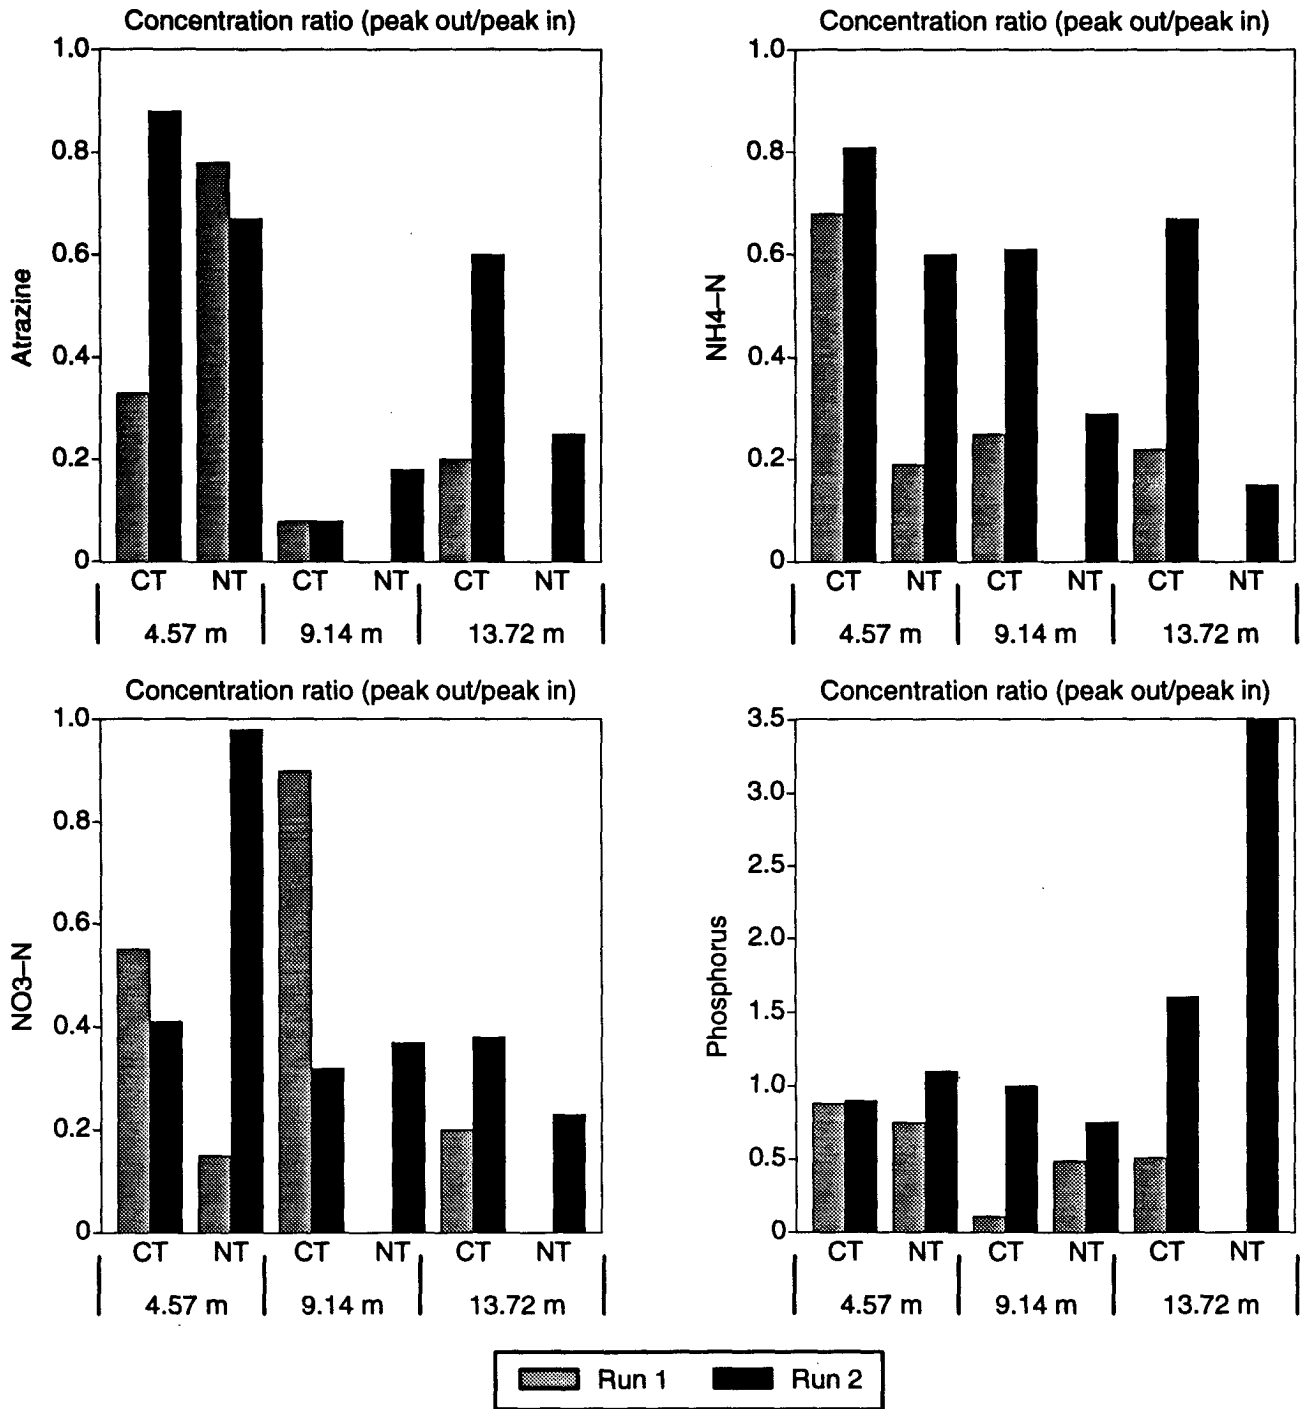 Concentration ratio (peak out/peak in)
1.0
0.8
0.6
0.4
0.2
0
Atrazine
CT NT CT NT CT NT
4.57 m 9.14 m 13.72 m
Concentration ratio (peak out/peak in)
1.0
0.8
0.6
0.4
0.2
0
NH4–N
CT NT CT NT CT NT
4.57 m 9.14 m 13.72 m
Concentration ratio (peak out/peak in)
1.0
0.8
0.6
0.4
0.2
0
NO3–N
CT NT CT NT CT NT
4.57 m 9.14 m 13.72 m
Concentration ratio (peak out/peak in)
3.5
3.0
2.5
2.0
1.5
1.0
0.5
0
Phosphorus
CT NT CT NT CT NT
4.57 m 9.14 m 13.72 m
Run 1 Run 2